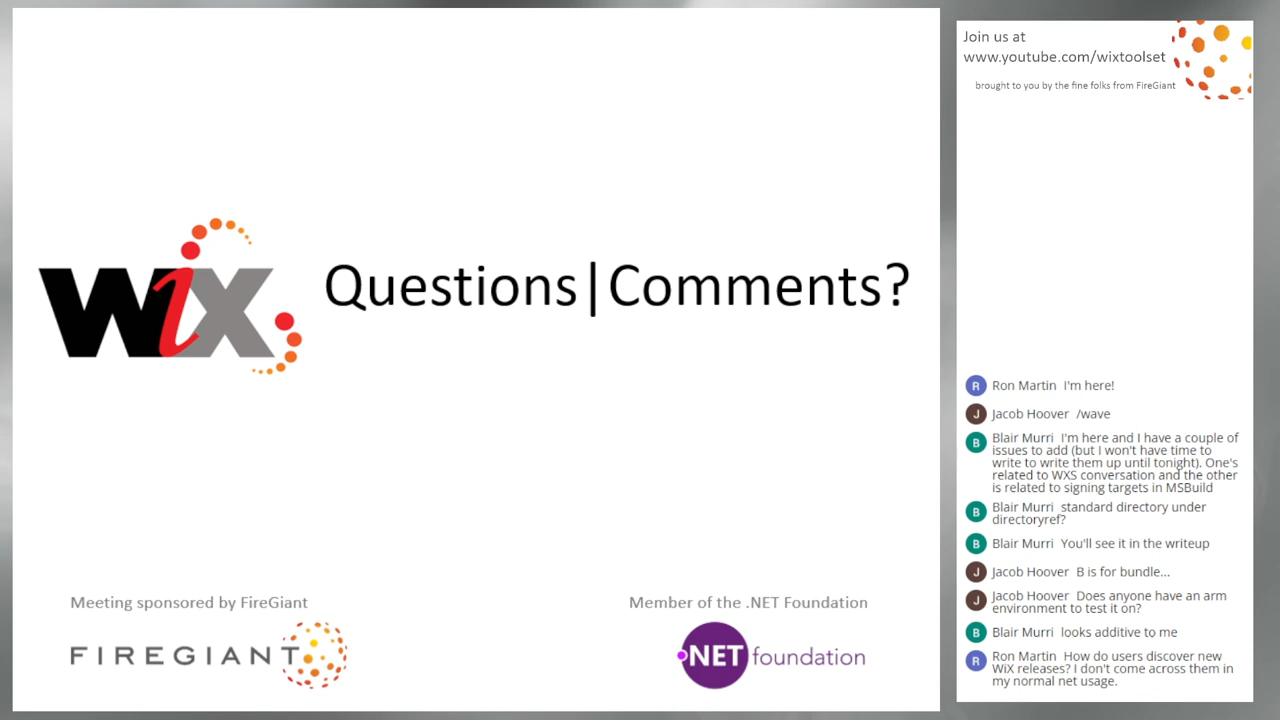 WiX
Questions|Comments?
Meeting sponsored by FireGiant
FIREGIANT
Member of the .NET Foundation
.NET foundation
Join us at
www.youtube.com/wixtoolset
brought to you by the fine folks from FireGiant
R Ron Martin I'm here!
J Jacob Hoover /wave
B Blair Murri I'm here and I have a couple of
issues to add (but I won't have time to
write to write them up until tonight). One's
related to WXS conversation and the other
is related to signing targets in MSBuild
B Blair Murri standard directory under
directoryref?
B Blair Murri You'll see it in the writeup
J Jacob Hoover B is for bundle...
J Jacob Hoover Does anyone have an arm
environment to test it on?
B Blair Murri looks additive to me
R Ron Martin How do users discover new
WiX releases? I don't come across them in
my normal net usage.